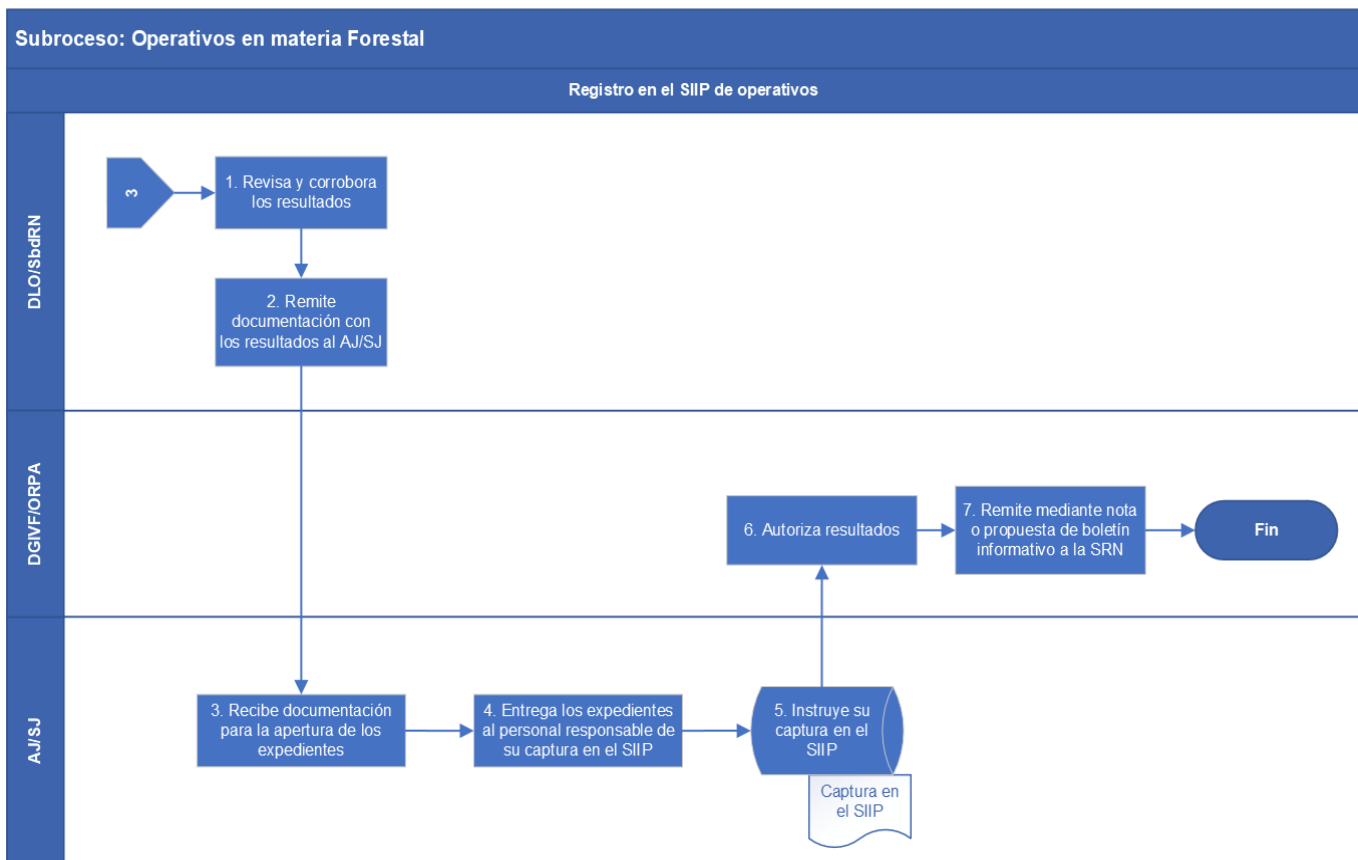 Subroceso: Operativos en materia Forestal
Registro en el SIIP de operativos
DLO/SbdRN
3
1. Revisa y corrobora
los resultados
2. Remite
documentación con
los resultados al AJ/SJ
DGIVF/ORPA
6. Autoriza resultados
7. Remite mediante nota
o propuesta de boletín
informativo a la SRN
Fin
AJ/SJ
3. Recibe documentación
para la apertura de los
expedientes
4. Entrega los expedientes
al personal responsable de
su captura en el SIIP
5. Instruye su
captura en el
SIIP
Captura en
el SIIP